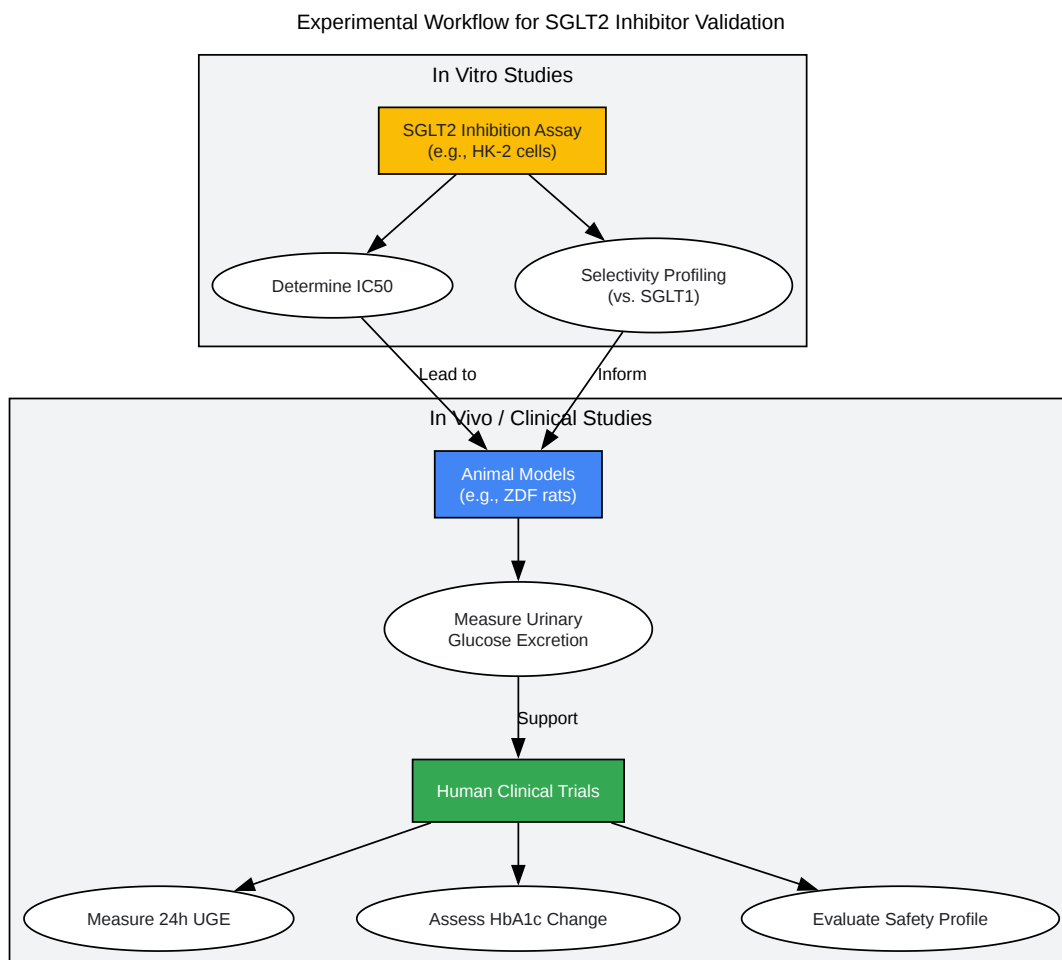 Experimental Workflow for SGLT2 Inhibitor Validation
In Vitro Studies
SGLT2 Inhibition Assay
(e.g., HK-2 cells)
Determine IC50
Selectivity Profiling
(vs. SGLT1)
Lead to
Inform
In Vivo / Clinical Studies
Animal Models
(e.g., ZDF rats)
Measure Urinary
Glucose Excretion
Support
Human Clinical Trials
Measure 24h UGE
Assess HbA1c Change
Evaluate Safety Profile